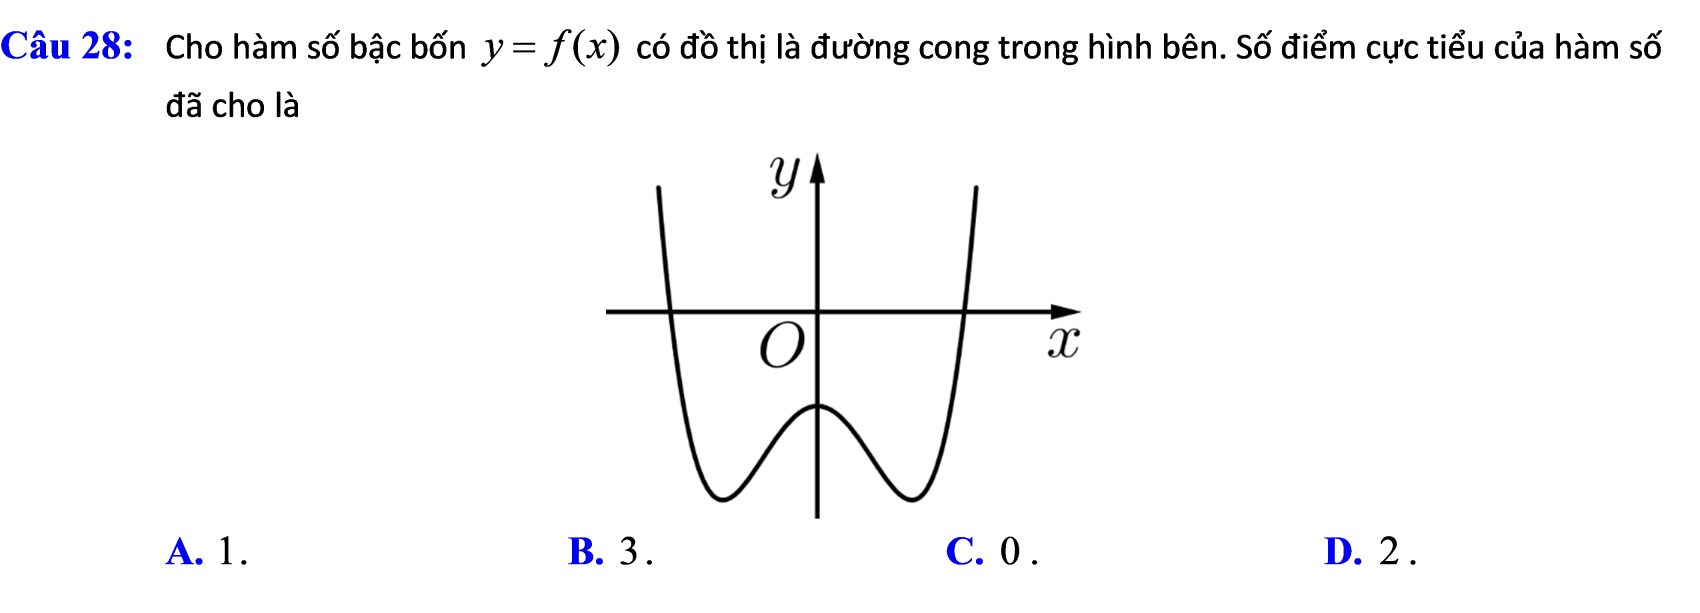 Câu 28: Cho hàm số bậc bốn y = f(x) có đồ thị là đường cong trong hình bên. Số điểm cực tiểu của hàm số
đã cho là
y
O
x
A. 1. B. 3. C. 0. D. 2.